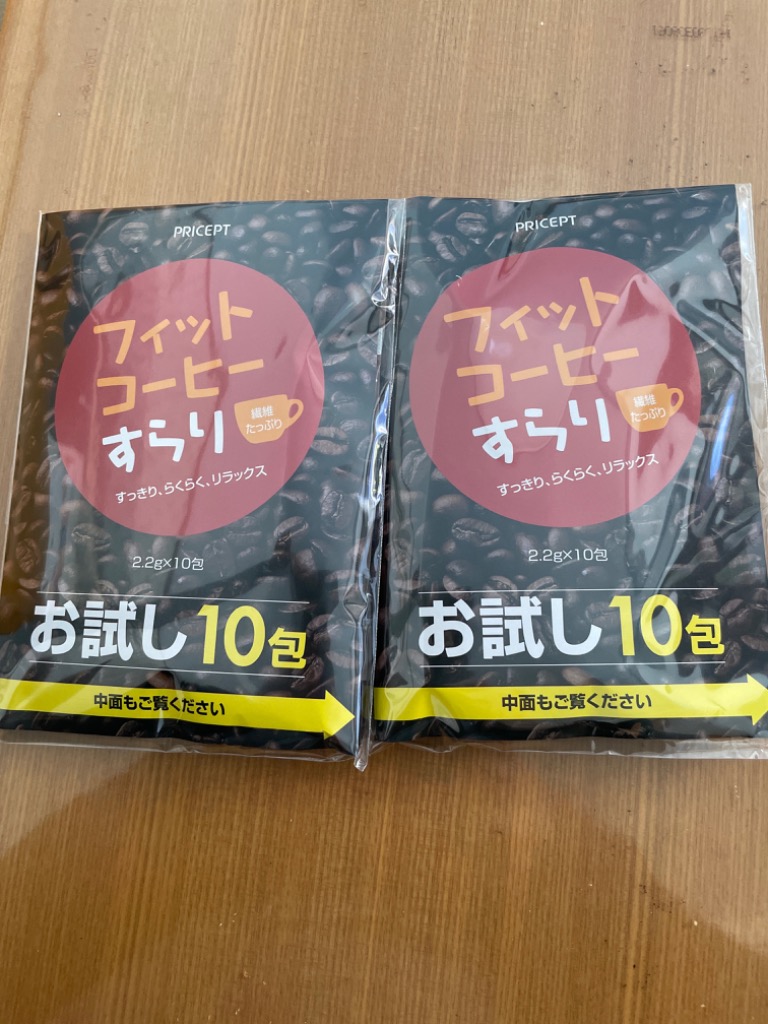 PRICEPT
フィット
コーヒー
すらり
繊維
たっぷり
すっきり、らくらく、リラックス
2.2g×10包
お試し10包
中面もご覧ください
PRICEPT
フィット
コーヒー
すらり
繊維
たっぷり
すっきり、らくらく、リラックス
2.2g×10包
お試し10包
中面もご覧ください